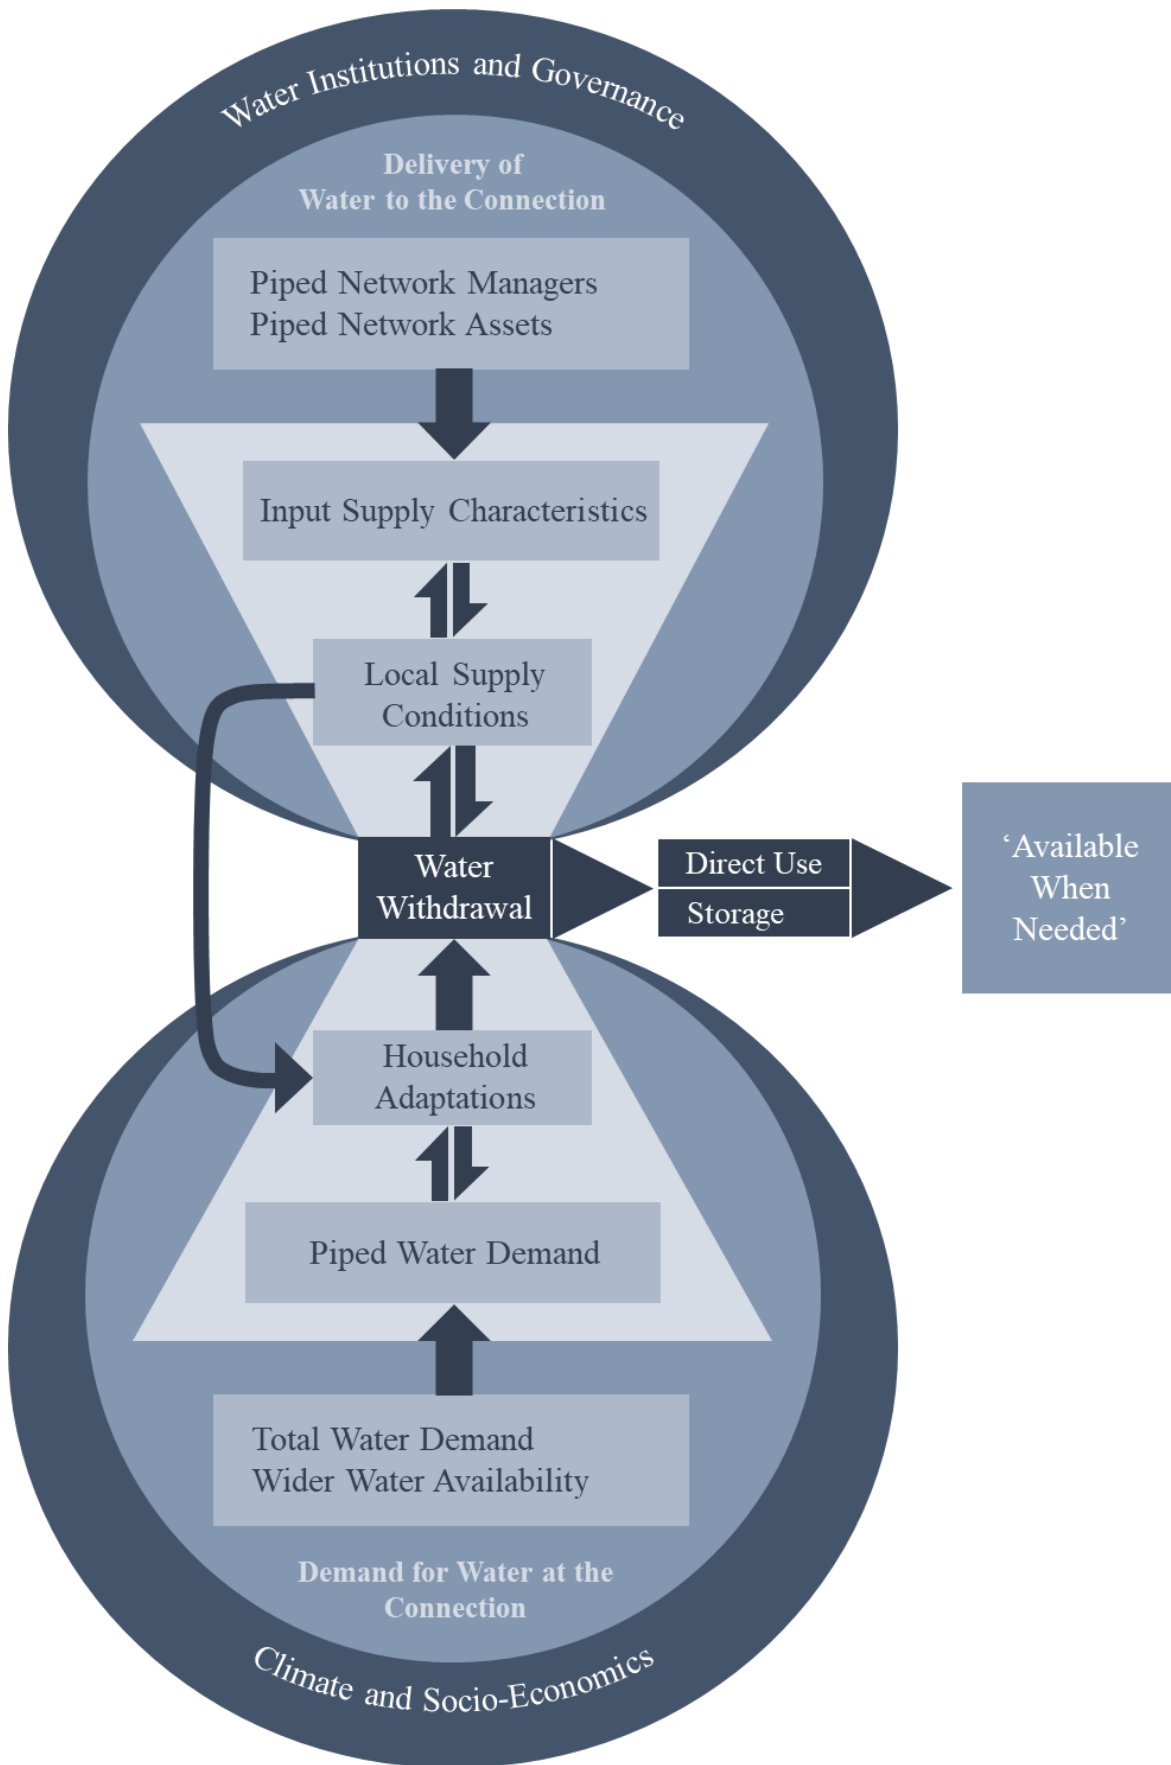 Water Institutions and Governance
Delivery of
Water to the Connection
Piped Network Managers
Piped Network Assets
Input Supply Characteristics
Local Supply
Conditions
Water
Withdrawal
Direct Use
Storage
‘Available
When
Needed’
Household
Adaptations
Piped Water Demand
Total Water Demand
Wider Water Availability
Demand for Water at the
Connection
Climate and Socio-Economics